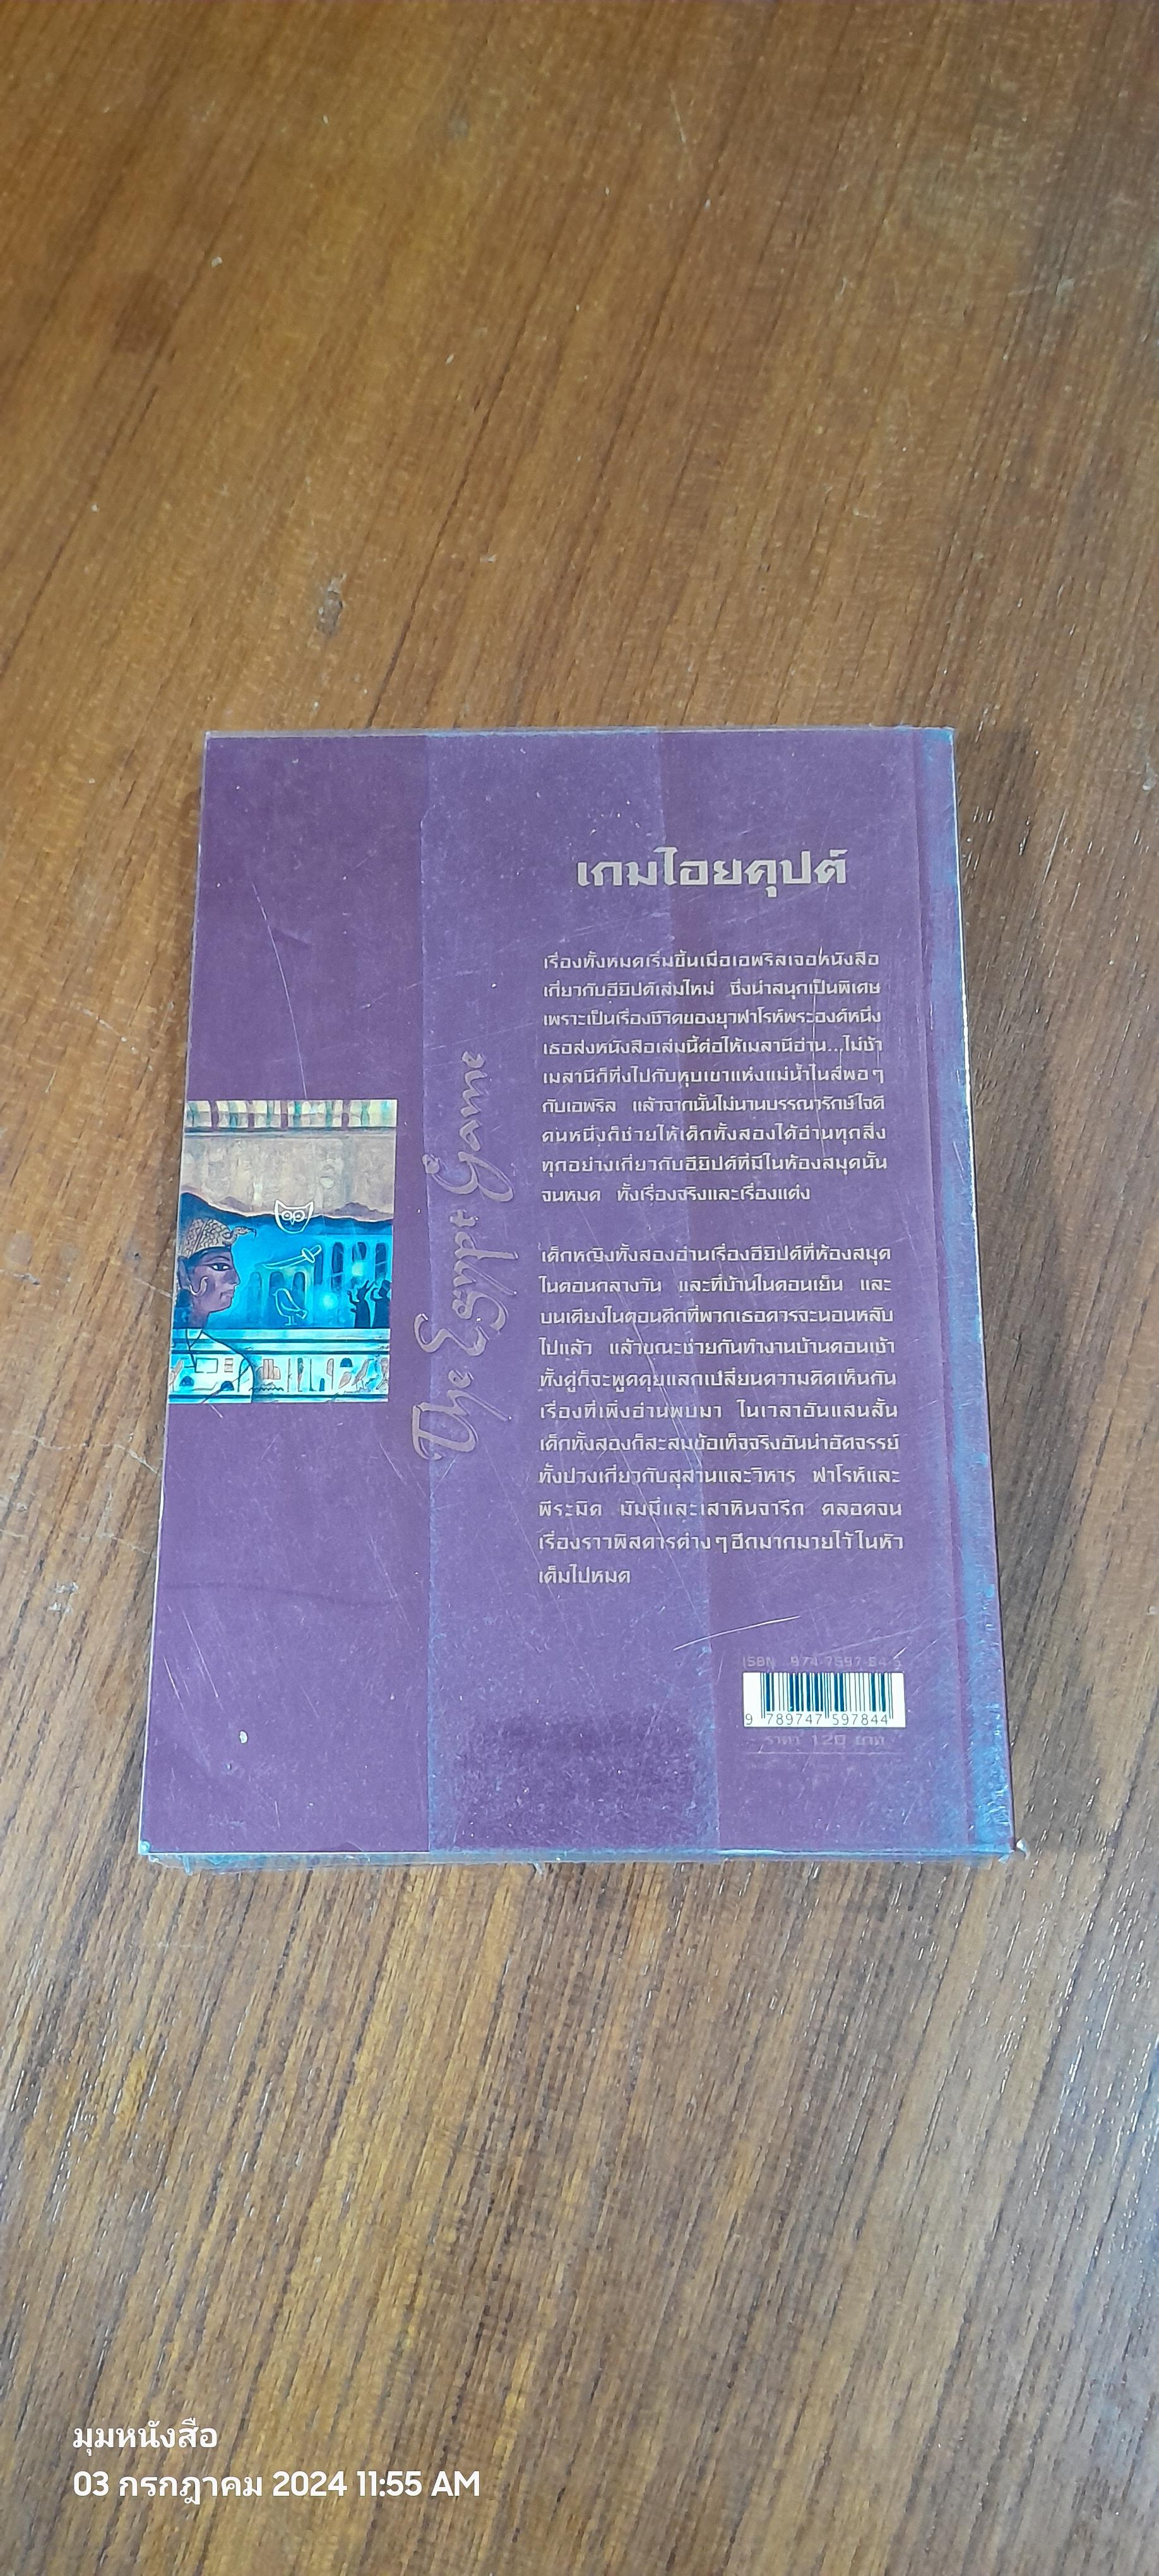 เกมไอยคุปต์
เรื่องทั้งหมดเริ่มขึ้นเมื่อเอพริลเจอหนังสือ
เกี่ยวกับอียิปต์เล่มใหม่ ซึ่งน่าสนุกเป็นพิเศษ
เพราะเป็นเรื่องชีวิตของยุวฟาโรห์พระองค์หนึ่ง
เธอส่งหนังสือเล่มนี้ต่อให้เมลานีอ่าน...ไม่ช้า
เมลานีก็ทึ่งไปกับหุบเขาแห่งแม่น้ำไนล์พอๆ
กับเอพริล แล้วจากนั้นไม่นานบรรณารักษ์ใจดี
คนหนึ่งก็ช่วยให้เด็กทั้งสองได้อ่านทุกสิ่ง
ทุกอย่างเกี่ยวกับอียิปต์ที่มีในห้องสมุดนั้น
จนหมด ทั้งเรื่องจริงและเรื่องแต่ง
เด็กหญิงทั้งสองอ่านเรื่องอียิปต์ที่ห้องสมุด
ในตอนกลางวัน และที่บ้านในตอนเย็น และ
บนเตียงในตอนดึกที่พวกเธอควรจะนอนหลับ
ไปแล้ว แล้วขณะช่วยกันทำงานบ้านตอนเช้า
ทั้งคู่ก็จะพูดคุยแลกเปลี่ยนความคิดเห็นกัน
เรื่องที่เพิ่งอ่านพบมา ในเวลาอันแสนสั้น
เด็กทั้งสองก็สะสมข้อเท็จจริงอันน่าอัศจรรย์
ทั้งปวงเกี่ยวกับสุสานและวิหาร ฟาโรห์และ
พีระมิด มัมมี่และเสาหินจารึก ตลอดจน
เรื่องราวพิสดารต่างๆ อีกมากมายไว้ในหัว
เต็มไปหมด
The Egypt Game
ISBN 974-7597-84-5
9 789747 597844
ราคา 120 บาท
มุมหนังสือ
03 กรกฎาคม 2024 11:55 AM